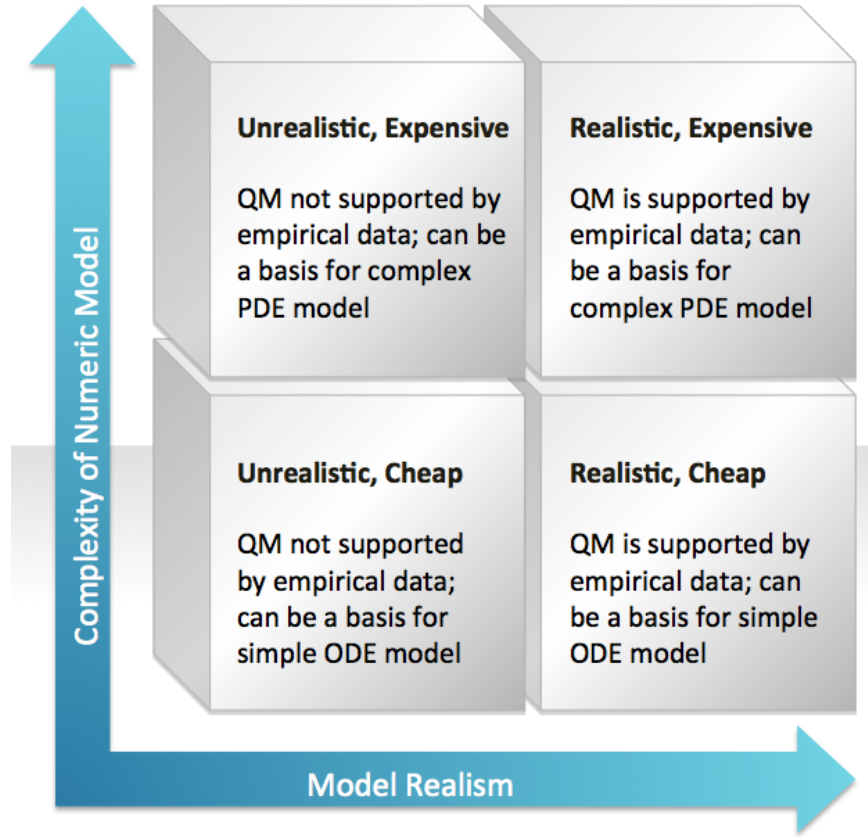 Complexity of Numeric Model
Unrealistic, Expensive
QM not supported by
empirical data; can be
a basis for complex
PDE model
Realistic, Expensive
QM is supported by
empirical data; can
be a basis for
complex PDE model
Unrealistic, Cheap
QM not supported
by empirical data;
can be a basis for
simple ODE model
Realistic, Cheap
QM is supported by
empirical data; can
be a basis for simple
ODE model
Model Realism